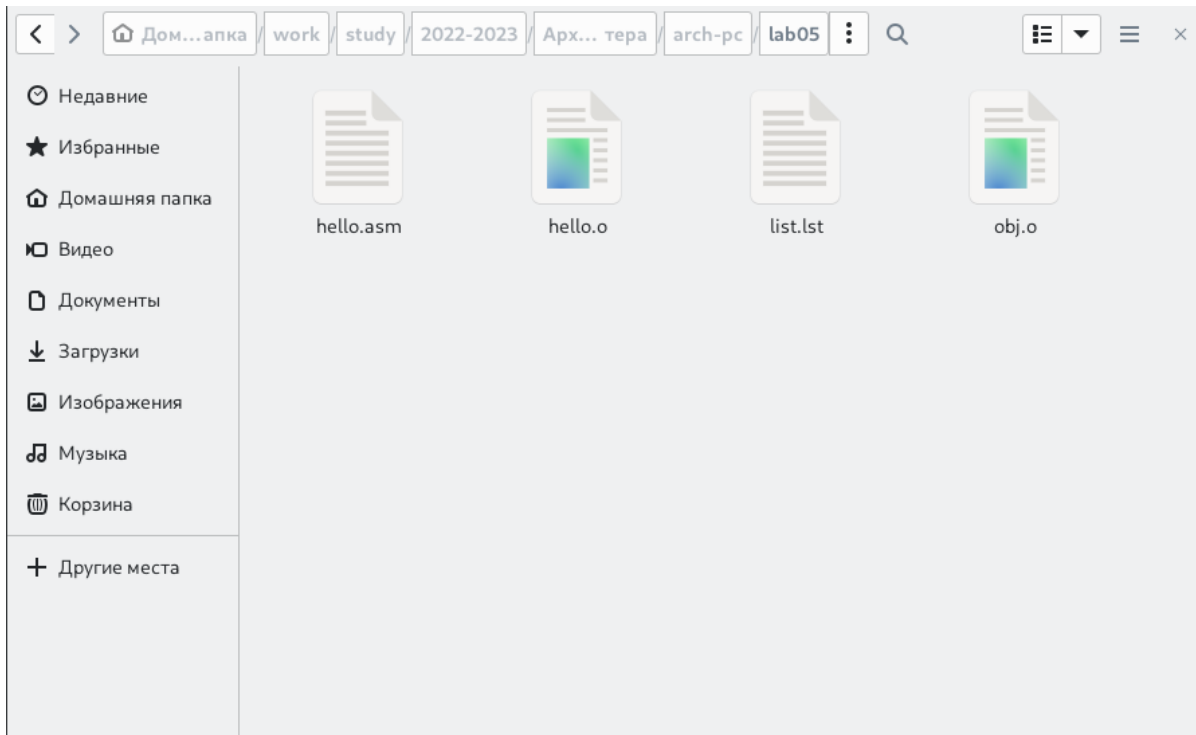 Дом...апка / work / study / 2022-2023 / Арх... тера / arch-pc / lab05
Недавние
Избранные
Домашняя папка
Видео
Документы
Загрузки
Изображения
Музыка
Корзина
Другие места
hello.asm
hello.o
list.lst
obj.o